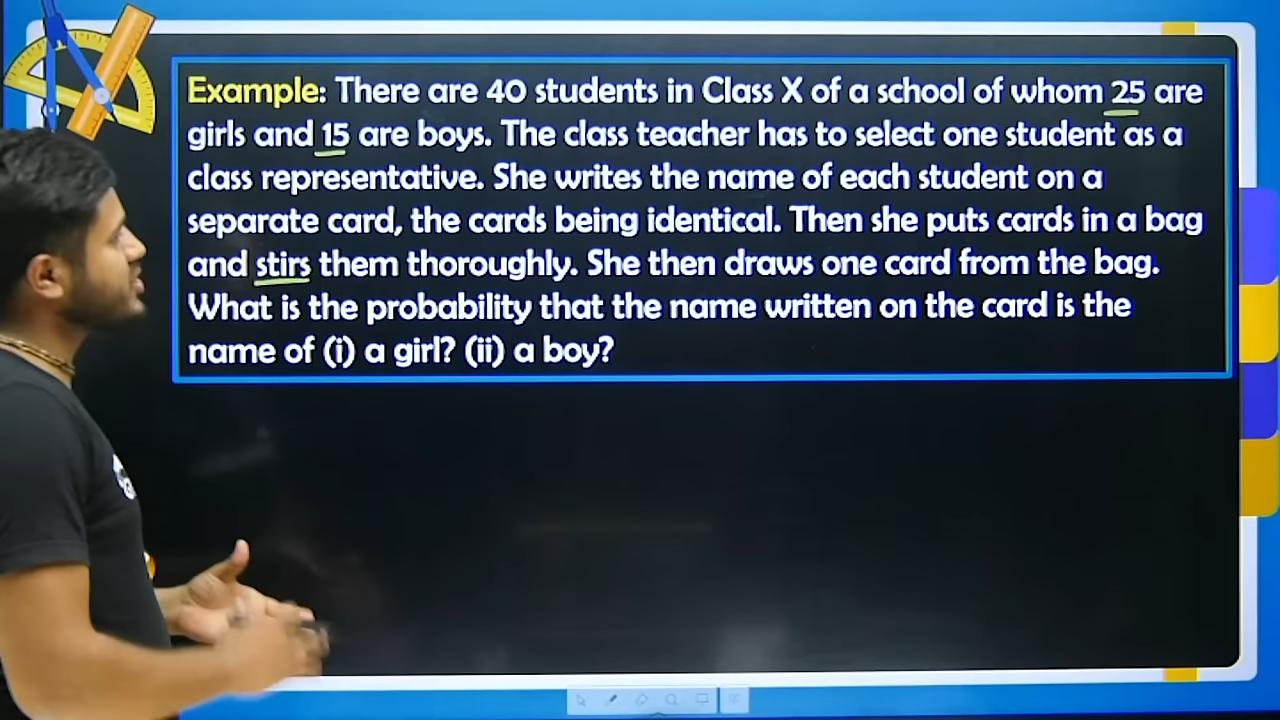 Example: There are 40 students in Class X of a school of whom 25 are
girls and 15 are boys. The class teacher has to select one student as a
class representative. She writes the name of each student on a
separate card, the cards being identical. Then she puts cards in a bag
and stirs them thoroughly. She then draws one card from the bag.
What is the probability that the name written on the card is the
name of (i) a girl? (ii) a boy?